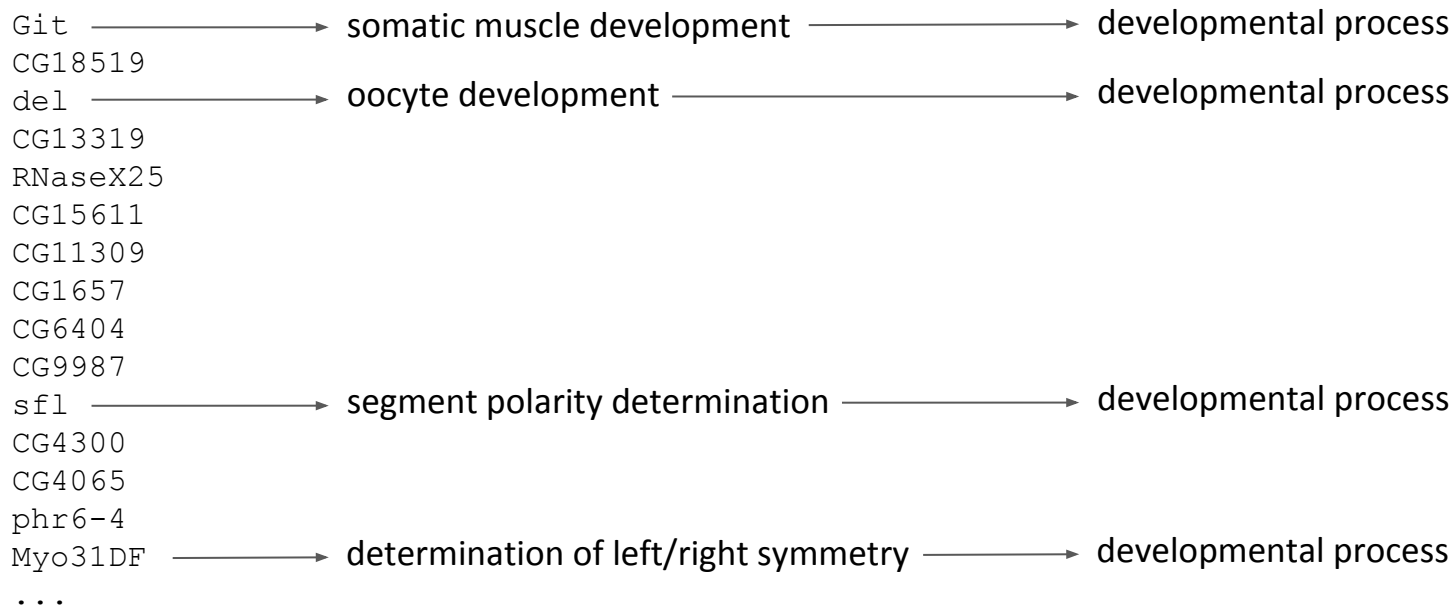 Git somatic muscle development developmental process
CG18519
del oocyte development developmental process
CG13319
RNaseX25
CG15611
CG11309
CG1657
CG6404
CG9987
sfl segment polarity determination developmental process
CG4300
CG4065
phr6-4
Myo31DF determination of left/right symmetry developmental process
...